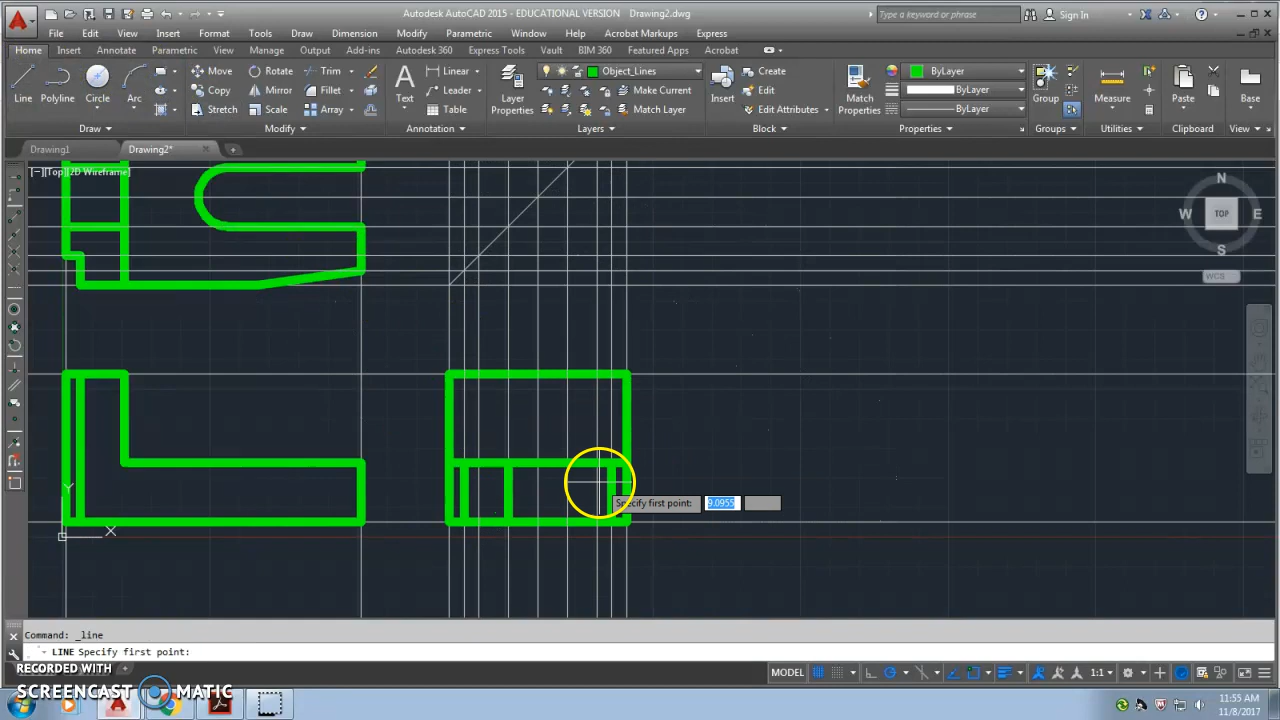 Autodesk AutoCAD 2015 - EDUCATIONAL VERSION Drawing2.dwg
Type a keyword or phrase
Sign In
File Edit View Insert Format Tools Draw Dimension Modify Parametric Window Help Acrobat Markups Express
Home Insert Annotate Parametric View Manage Output Add-ins Autodesk 360 Express Tools Vault BIM 360 Featured Apps Acrobat
Line Polyline Circle Arc
Move Rotate Trim
Copy Mirror Fillet
Stretch Scale Array
Text
Linear
Leader
Table
Layer Properties
Object_Lines
Make Current
Match Layer
Insert
Create
Edit
Edit Attributes
Match Properties
ByLayer
ByLayer
ByLayer
Group
Measure
Paste
Base
Draw Modify Annotation Layers Block Properties Groups Utilities Clipboard View
Drawing1 Drawing2*
[−][Top][2D Wireframe]
N
W TOP E
S
WCS
Y
X
Specify first point: 9.0955
Command: _line
LINE Specify first point:
RECORDED WITH
SCREENCAST MATIC
MODEL
1:1
11:55 AM
11/8/2017